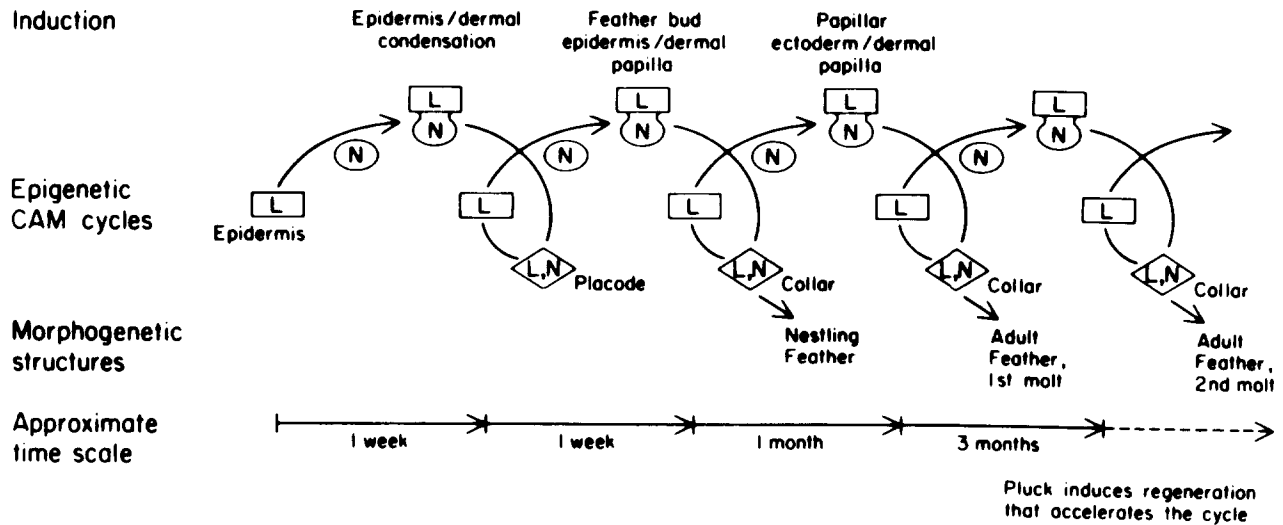 Induction
Epidermis/dermal
condensation
Feather bud
epidermis/dermal
papilla
Papillar
ectoderm/dermal
papilla
L
N
L
N
L
N
L
N
N
N
N
N
Epigenetic
CAM cycles
L
Epidermis
L
L
L
L
L,N
Placode
L,N
Collar
L,N
Collar
L,N
Collar
Morphogenetic
structures
Nestling
Feather
Adult
Feather,
1st molt
Adult
Feather,
2nd molt
Approximate
time scale
1 week
1 week
1 month
3 months
Pluck induces regeneration
that accelerates the cycle